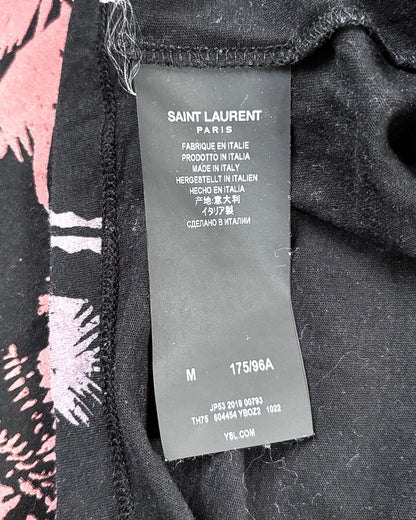 SAINT LAURENT
PARIS
FABRIQUE EN ITALIE
PRODOTTO IN ITALIA
MADE IN ITALY
HERGESTELLT IN ITALIEN
HECHO EN ITALIA
产地:意大利
イタリア製
СДЕЛАНО В ИТАЛИИ
M 175/96A
JP53 2019 00793
TH75 604454 YBOZ2 1022
YSL.COM